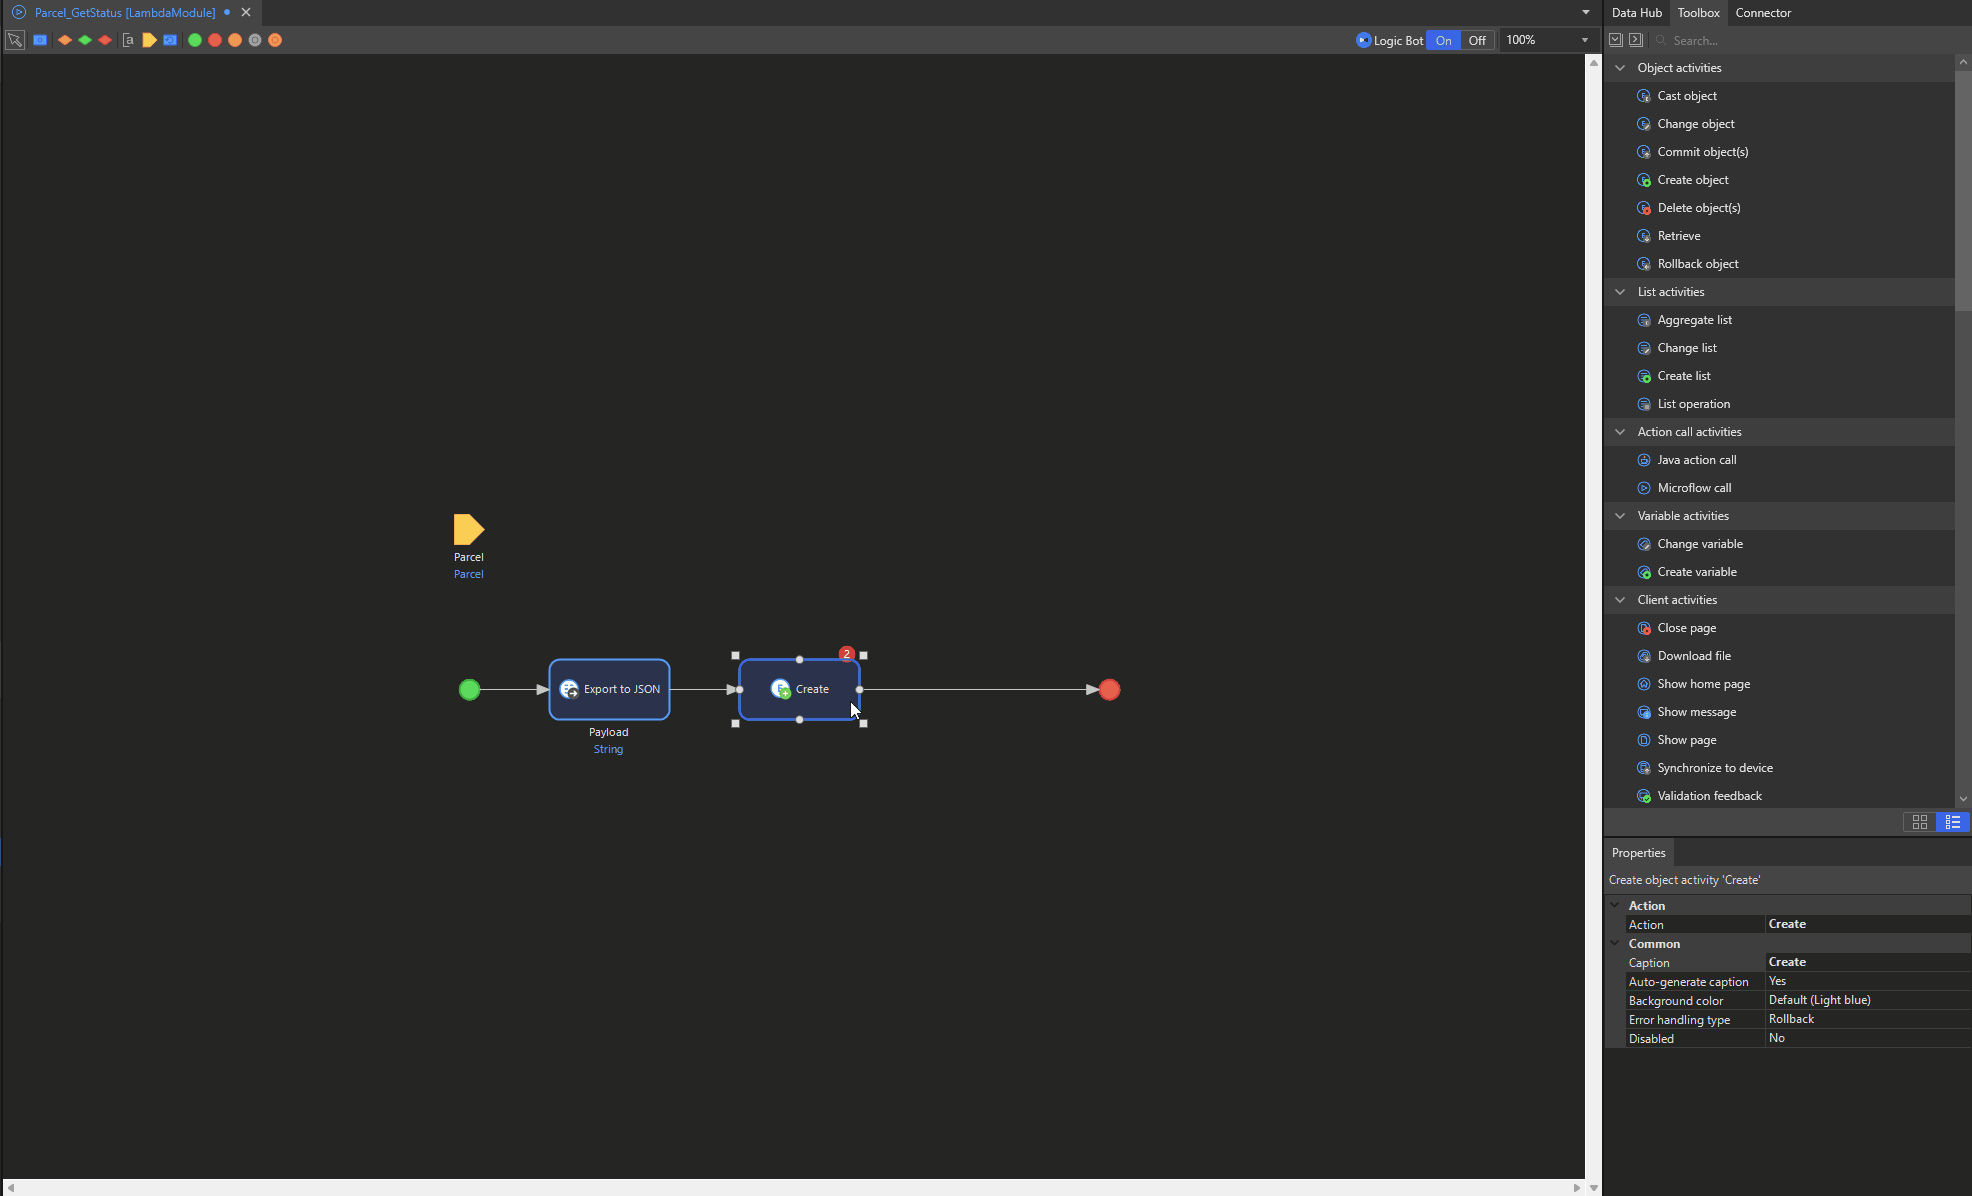 Parcel_GetStatus [LambdaModule]
Logic Bot On Off 100%
Parcel
Parcel
Export to JSON
Payload
String
2
Create
Data Hub Toolbox Connector
Search...
Object activities
Cast object
Change object
Commit object(s)
Create object
Delete object(s)
Retrieve
Rollback object
List activities
Aggregate list
Change list
Create list
List operation
Action call activities
Java action call
Microflow call
Variable activities
Change variable
Create variable
Client activities
Close page
Download file
Show home page
Show message
Show page
Synchronize to device
Validation feedback
Properties
Create object activity 'Create'
Action
Action Create
Common
Caption Create
Auto-generate caption Yes
Background color Default (Light blue)
Error handling type Rollback
Disabled No